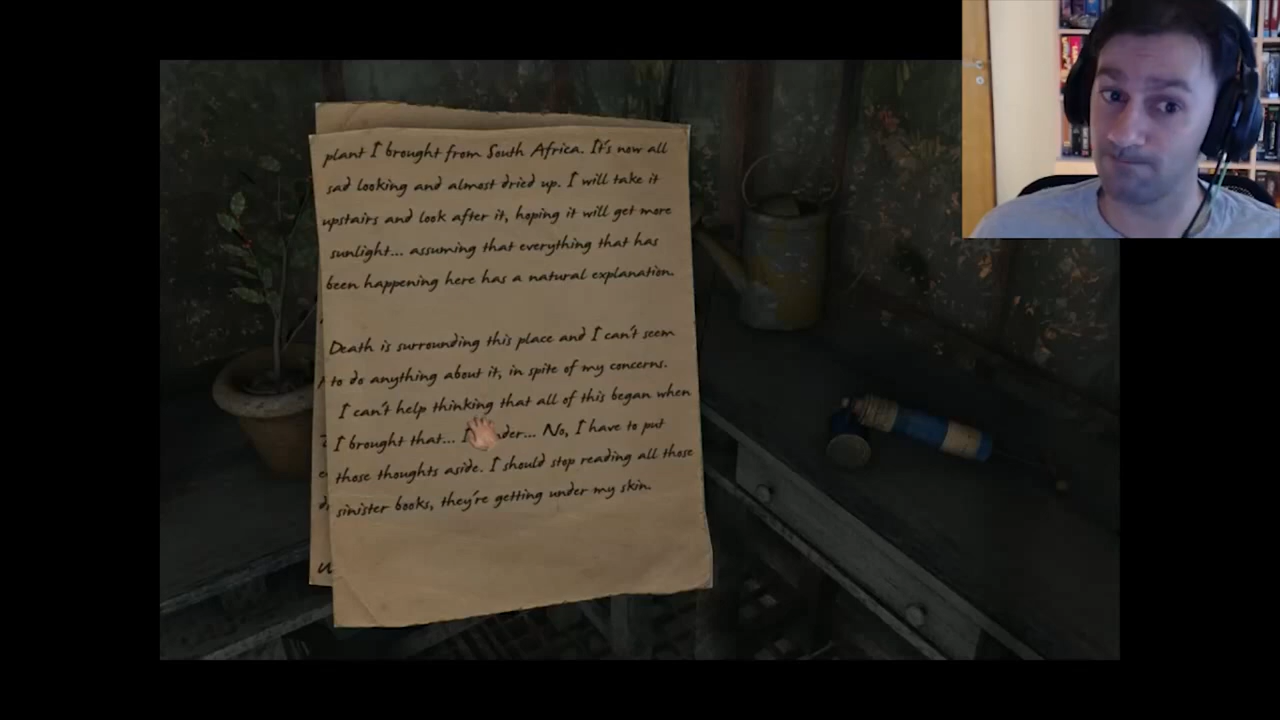 plant I brought from South Africa. It's now all
sad looking and almost dried up. I will take it
upstairs and look after it, hoping it will get more
sunlight... assuming that everything that has
been happening here has a natural explanation.
Death is surrounding this place and I can't seem
to do anything about it, in spite of my concerns.
I can't help thinking that all of this began when
I brought that... I ... No, I have to put
those thoughts aside. I should stop reading all those
sinister books, they're getting under my skin.